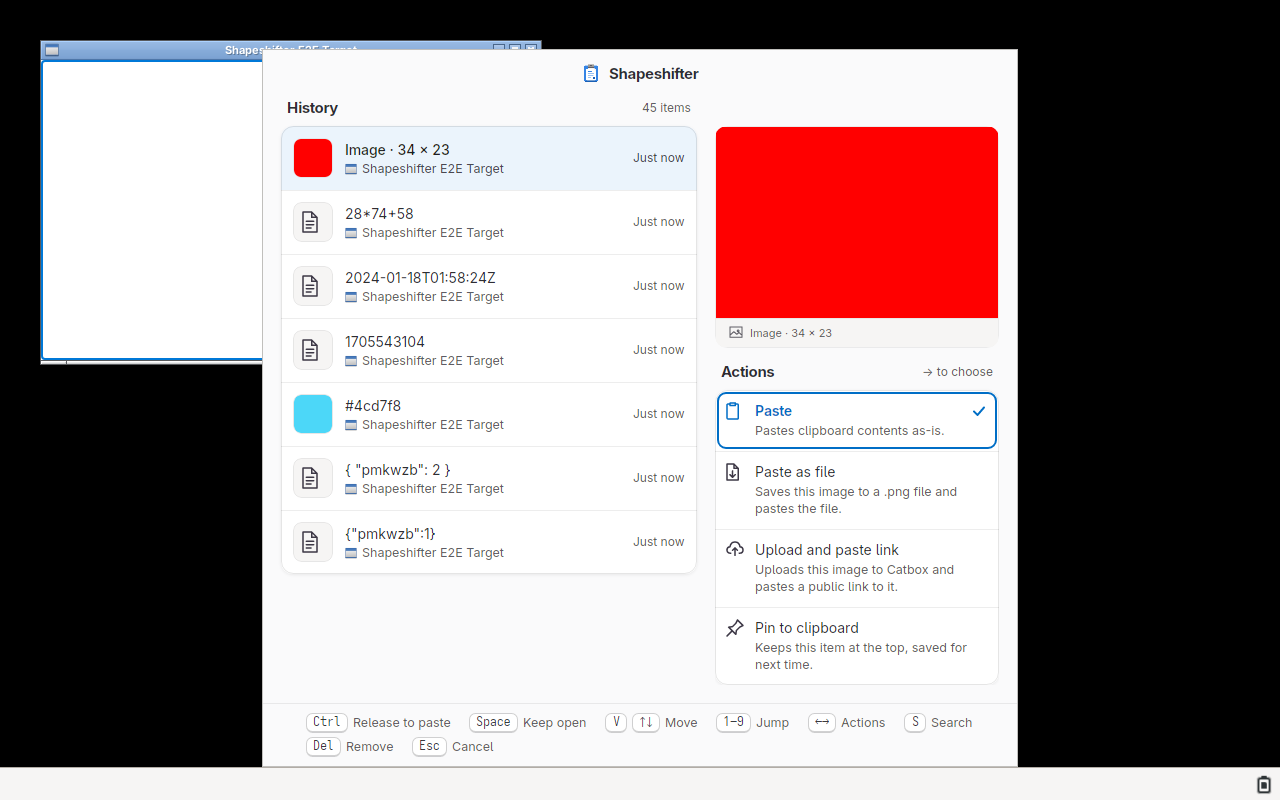 Shapeshifter E2E Target
Shapeshifter
History
45 items
Image · 34 × 23
Shapeshifter E2E Target
Just now
28*74+58
Shapeshifter E2E Target
Just now
2024-01-18T01:58:24Z
Shapeshifter E2E Target
Just now
1705543104
Shapeshifter E2E Target
Just now
#4cd7f8
Shapeshifter E2E Target
Just now
{ "pmkwzb": 2 }
Shapeshifter E2E Target
Just now
{"pmkwzb":1}
Shapeshifter E2E Target
Just now
Image · 34 × 23
Actions
→ to choose
Paste
Pastes clipboard contents as-is.
Paste as file
Saves this image to a .png file and
pastes the file.
Upload and paste link
Uploads this image to Catbox and
pastes a public link to it.
Pin to clipboard
Keeps this item at the top, saved for
next time.
Ctrl Release to paste Space Keep open V ↑↓ Move 1–9 Jump ↔ Actions S Search
Del Remove Esc Cancel